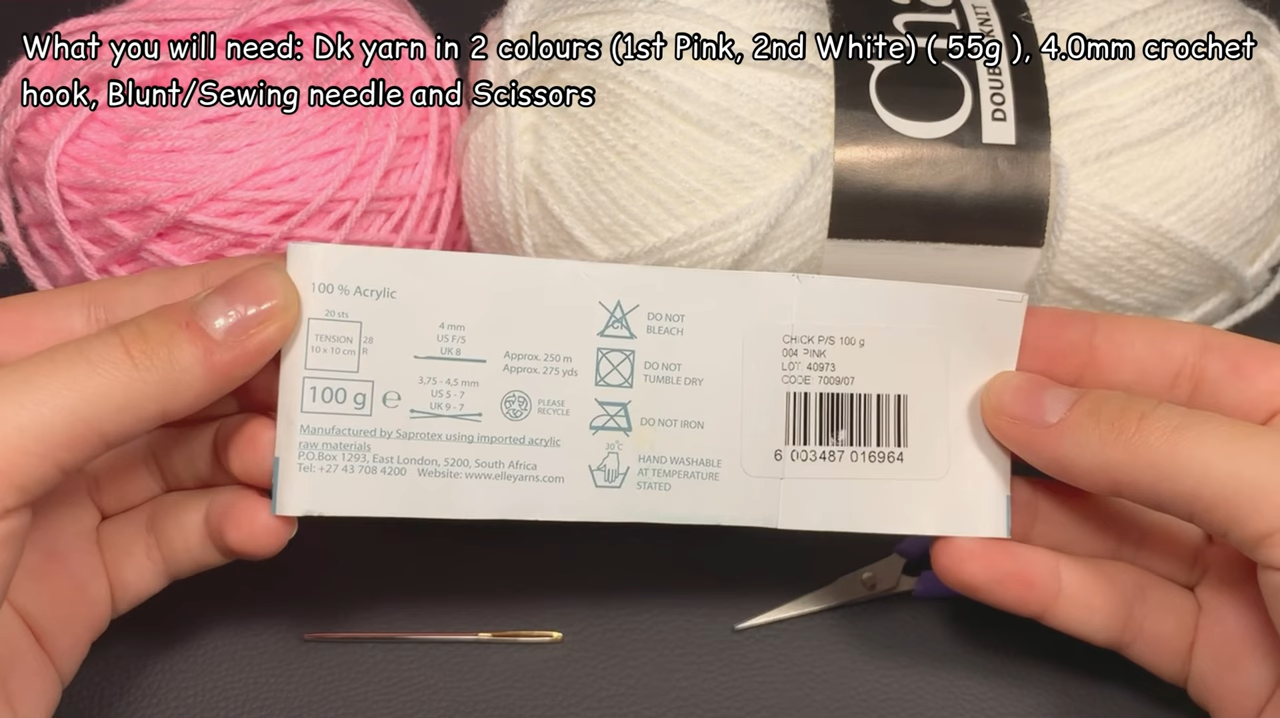 What you will need: Dk yarn in 2 colours (1st Pink, 2nd White) ( 55g ), 4.0mm crochet
hook, Blunt/Sewing needle and Scissors
DOUB
KNIT
100 % Acrylic
20 sts
TENSION
10 x 10 cm
28
R
4 mm
US F/5
UK 8
Approx. 250 m
Approx. 275 yds
100 g e
3,75 - 4,5 mm
US 5 - 7
UK 9 - 7
PLEASE
RECYCLE
Manufactured by Saprotex using imported acrylic
raw materials
P.O.Box 1293, East London, 5200, South Africa
Tel: +27 43 708 4200 Website: www.elleyarns.com
Cl
DO NOT
BLEACH
DO NOT
TUMBLE DRY
DO NOT IRON
30°C
HAND WASHABLE
AT TEMPERATURE
STATED
CHICK P/S 100 g
004 PINK
LOT: 40973
CODE: 7009/07
6 003487 016964